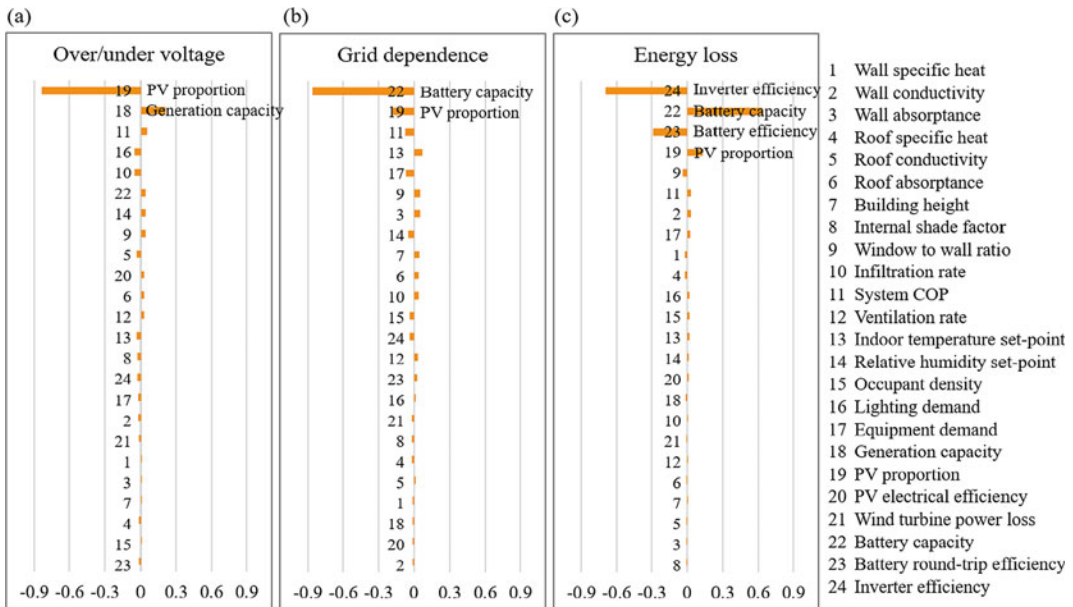 (a)
Over/under voltage
19 PV proportion
18 Generation capacity
11
16
10
22
14
9
5
20
6
12
13
8
24
17
2
21
1
3
7
4
15
23
-0.9 -0.6 -0.3 0 0.3 0.6 0.9
(b)
Grid dependence
22 Battery capacity
19 PV proportion
11
13
17
9
3
14
7
6
10
15
24
12
23
16
21
8
4
5
1
18
20
2
-0.9 -0.6 -0.3 0 0.3 0.6 0.9
(c)
Energy loss
24 Inverter efficiency
22 Battery capacity
23 Battery efficiency
19 PV proportion
9
11
2
17
1
4
16
15
13
14
20
18
10
21
12
6
7
5
3
8
-0.9 -0.6 -0.3 0 0.3 0.6 0.9
1 Wall specific heat
2 Wall conductivity
3 Wall absorptance
4 Roof specific heat
5 Roof conductivity
6 Roof absorptance
7 Building height
8 Internal shade factor
9 Window to wall ratio
10 Infiltration rate
11 System COP
12 Ventilation rate
13 Indoor temperature set-point
14 Relative humidity set-point
15 Occupant density
16 Lighting demand
17 Equipment demand
18 Generation capacity
19 PV proportion
20 PV electrical efficiency
21 Wind turbine power loss
22 Battery capacity
23 Battery round-trip efficiency
24 Inverter efficiency